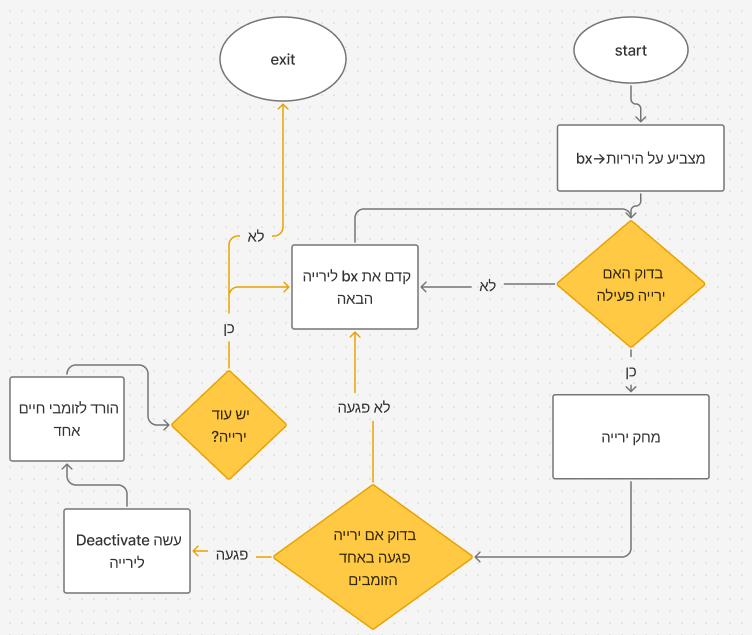 start
exit
מצביע על היריות→bx
בדוק האם
ירייה פעילה
לא
קדם את bx לירייה
הבאה
לא
כן
כן
מחק ירייה
בדוק אם ירייה
פגעה באחד
הזומבים
לא פגעה
פגעה
עשה Deactivate
לירייה
הורד לזומבי חיים
אחד
יש עוד
ירייה?